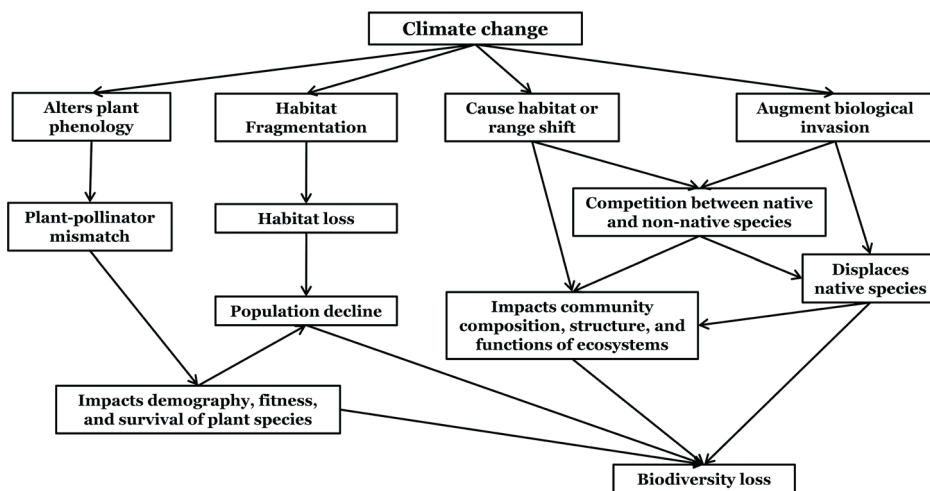 Climate change
Alters plant
phenology
Habitat
Fragmentation
Cause habitat or
range shift
Augment biological
invasion
Plant-pollinator
mismatch
Habitat loss
Competition between native
and non-native species
Displaces
native species
Population decline
Impacts community
composition, structure, and
functions of ecosystems
Impacts demography, fitness,
and survival of plant species
Biodiversity loss